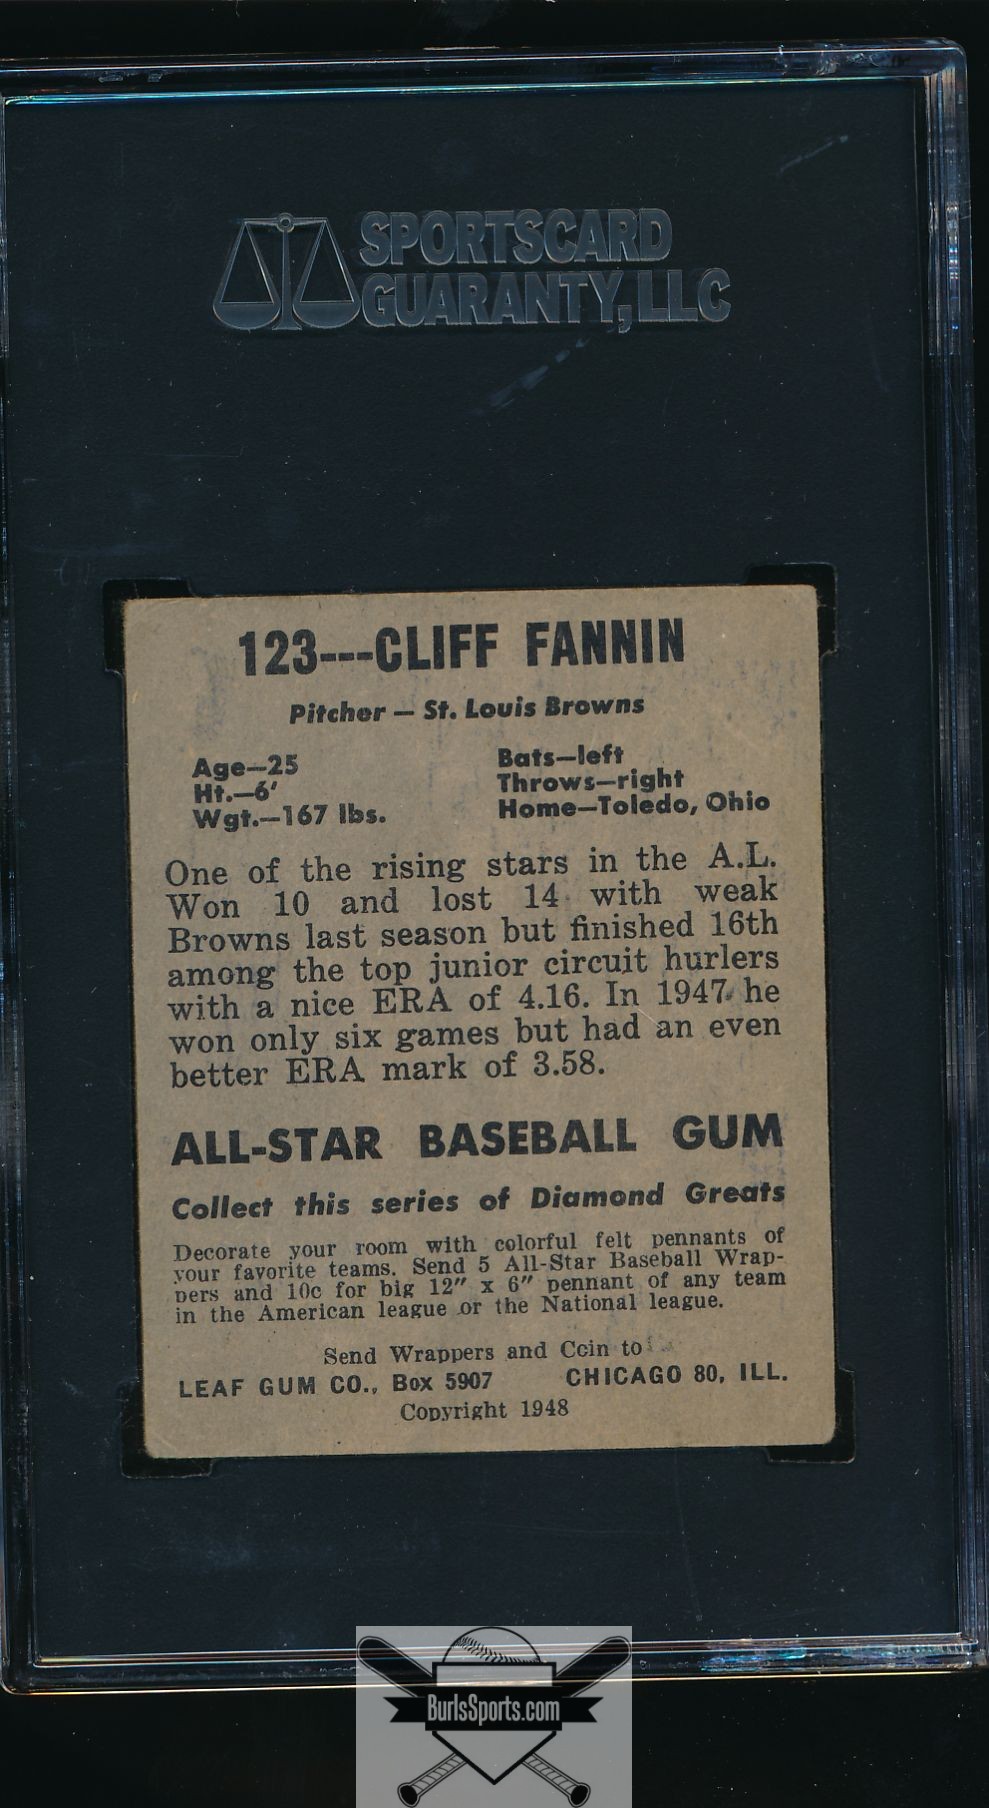 SPORTSCARD
GUARANTY, LLC
123---CLIFF FANNIN
Pitcher — St. Louis Browns
Age—25
Ht.—6'
Wgt.—167 lbs.
Bats—left
Throws—right
Home—Toledo, Ohio
One of the rising stars in the A.L.
Won 10 and lost 14 with weak
Browns last season but finished 16th
among the top junior circuit hurlers
with a nice ERA of 4.16. In 1947 he
won only six games but had an even
better ERA mark of 3.58.
ALL-STAR BASEBALL GUM
Collect this series of Diamond Greats
Decorate your room with colorful felt pennants of
your favorite teams. Send 5 All-Star Baseball Wrap-
pers and 10c for big 12" x 6" pennant of any team
in the American league or the National league.
Send Wrappers and Coin to
LEAF GUM CO., Box 5907 CHICAGO 80, ILL.
Copyright 1948
BurlsSports.com